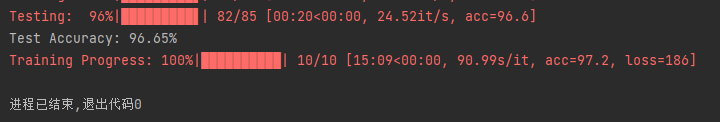 Testing:  96%|██████████| 82/85 [00:20<00:00, 24.52it/s, acc=96.6]
Test Accuracy: 96.65%
Training Progress: 100%|██████████| 10/10 [15:09<00:00, 90.99s/it, acc=97.2, loss=186]
进程已结束,退出代码0